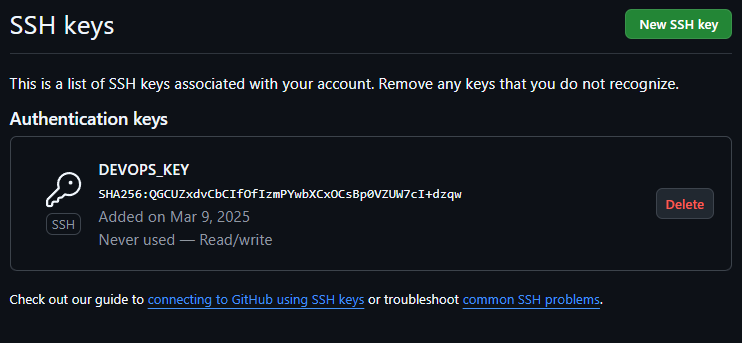 SSH keys
New SSH key
This is a list of SSH keys associated with your account. Remove any keys that you do not recognize.
Authentication keys
DEVOPS_KEY
SHA256:QGCUZxdvCbCIfOfIzmPYwbXCxOCsBp0VZUW7cI+dzqw
Added on Mar 9, 2025
Never used — Read/write
SSH
Delete
Check out our guide to connecting to GitHub using SSH keys or troubleshoot common SSH problems.